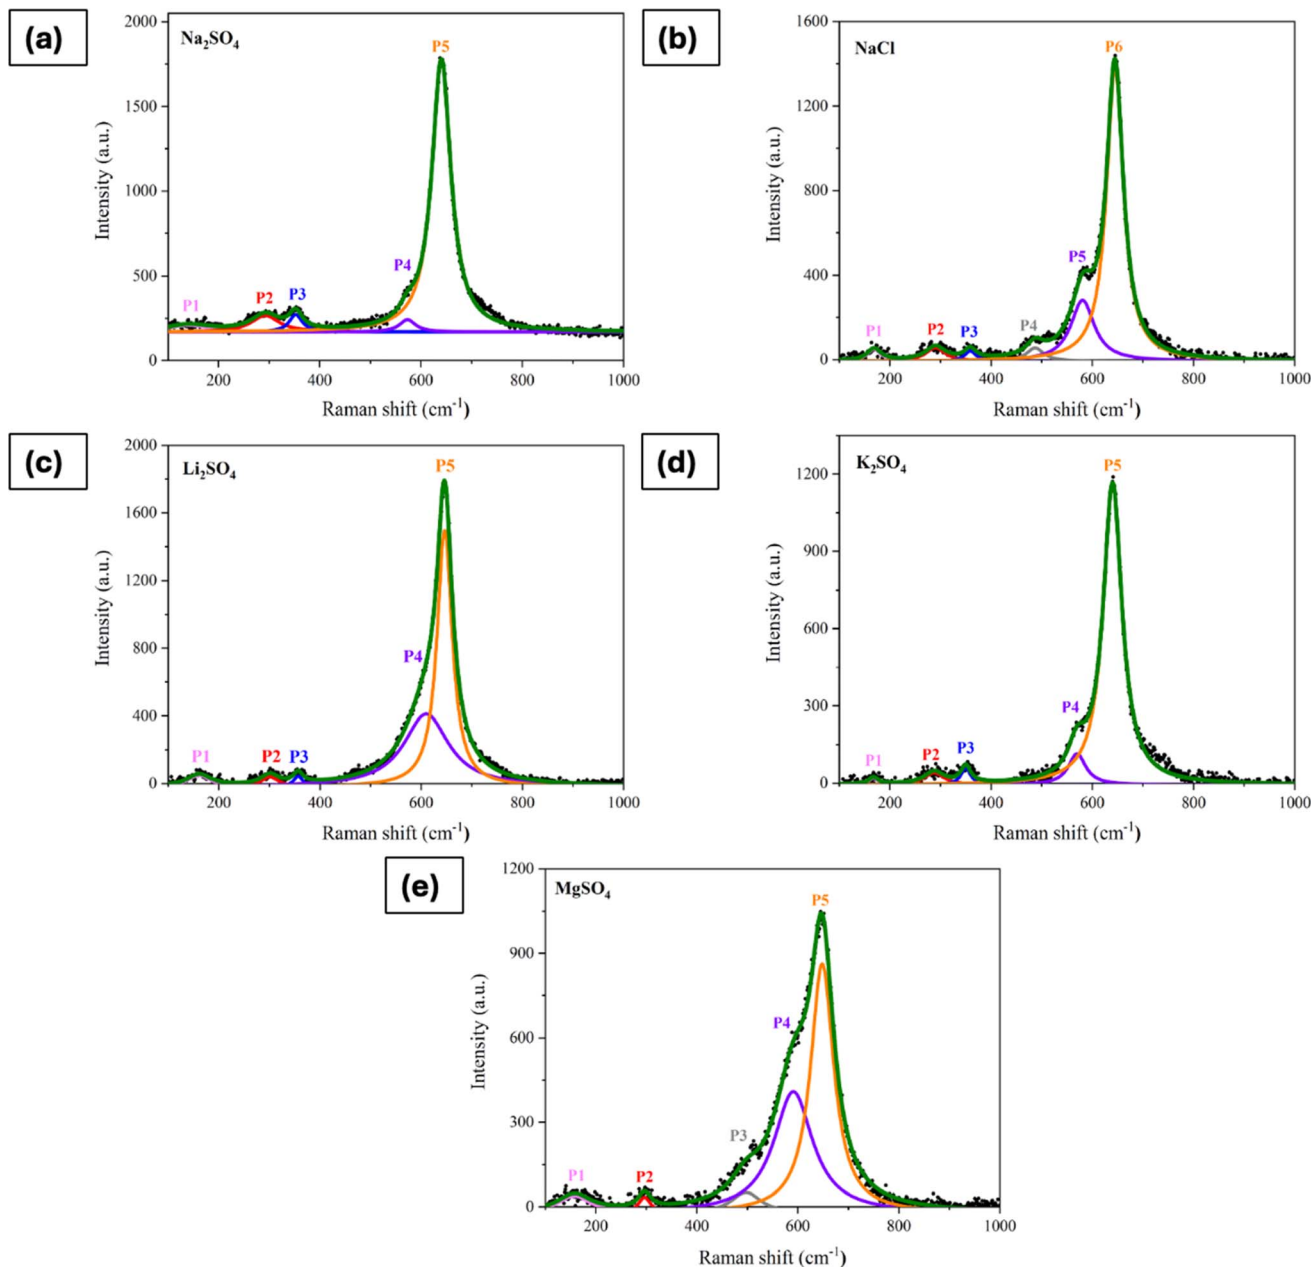 (a)
Na₂SO₄
2000
1500
1000
500
0
P1
P2
P3
P4
P5
200
400
600
800
1000
Intensity (a.u.)
Raman shift (cm⁻¹)
(b)
NaCl
1600
1200
800
400
0
P1
P2
P3
P4
P5
P6
200
400
600
800
1000
Intensity (a.u.)
Raman shift (cm⁻¹)
(c)
Li₂SO₄
2000
1600
1200
800
400
0
P1
P2
P3
P4
P5
200
400
600
800
1000
Intensity (a.u.)
Raman shift (cm⁻¹)
(d)
K₂SO₄
1200
900
600
300
0
P1
P2
P3
P4
P5
200
400
600
800
1000
Intensity (a.u.)
Raman shift (cm⁻¹)
(e)
MgSO₄
1200
900
600
300
0
P1
P2
P3
P4
P5
200
400
600
800
1000
Intensity (a.u.)
Raman shift (cm⁻¹)